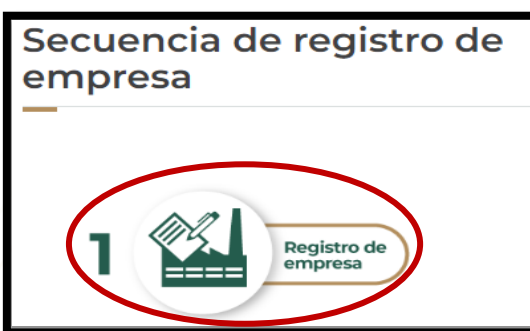 Secuencia de registro de
empresa
1
Registro de
empresa